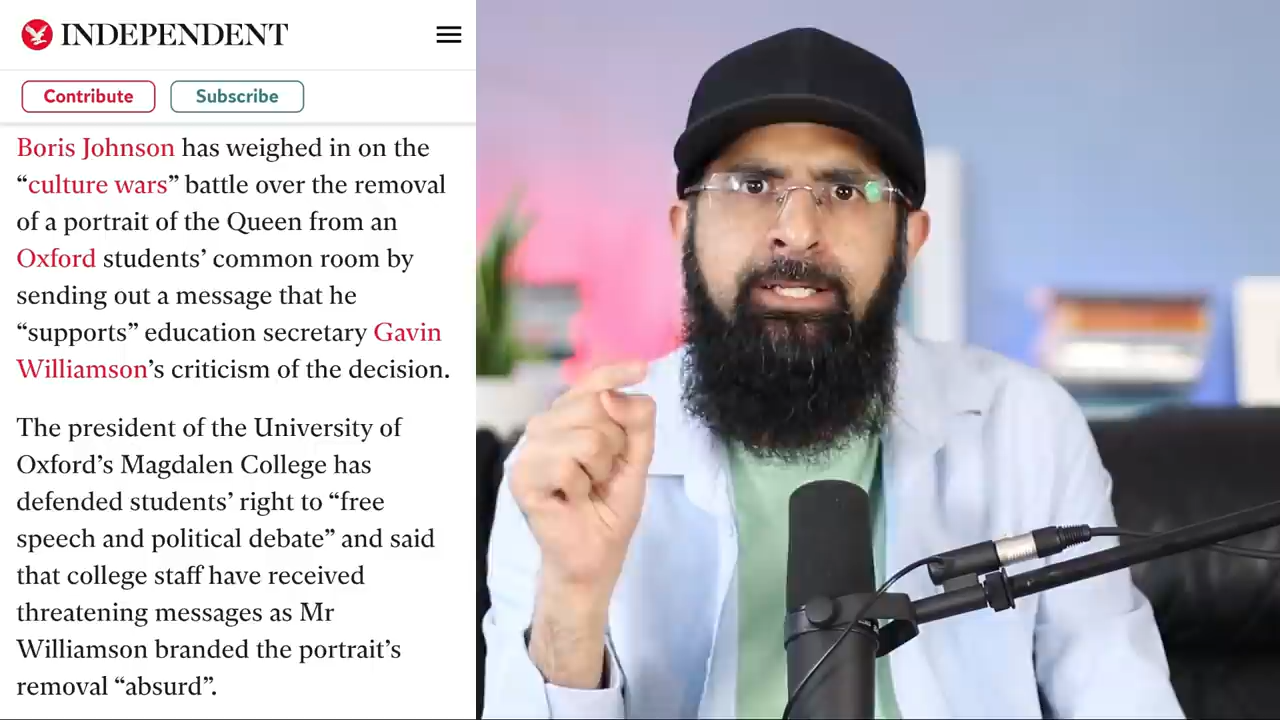 INDEPENDENT
Contribute
Subscribe
Boris Johnson has weighed in on the
“culture wars” battle over the removal
of a portrait of the Queen from an
Oxford students’ common room by
sending out a message that he
“supports” education secretary Gavin
Williamson’s criticism of the decision.
The president of the University of
Oxford’s Magdalen College has
defended students’ right to “free
speech and political debate” and said
that college staff have received
threatening messages as Mr
Williamson branded the portrait’s
removal “absurd”.